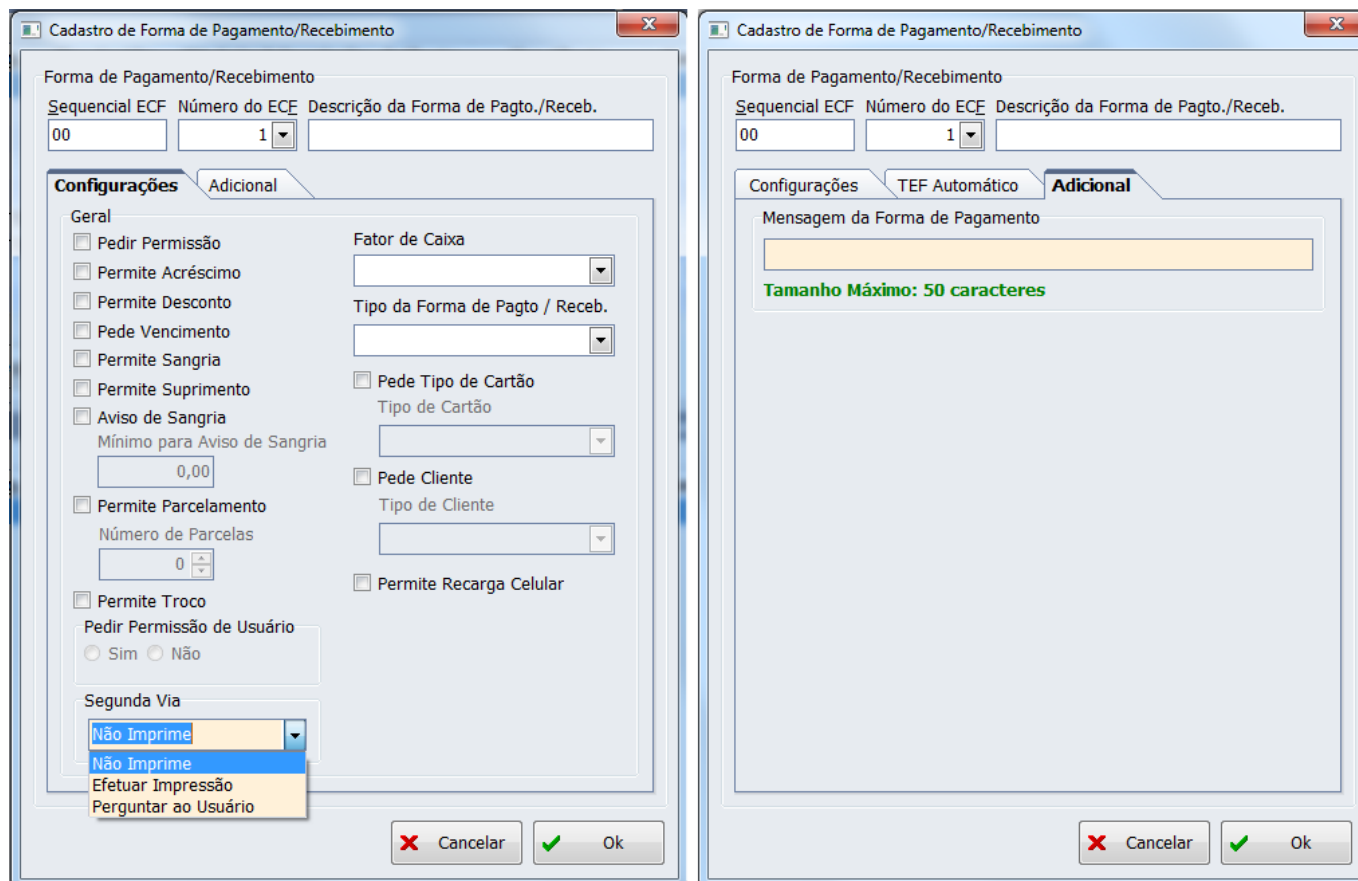 Cadastro de Forma de Pagamento/Recebimento
Forma de Pagamento/Recebimento
Sequencial ECF Número do ECF Descrição da Forma de Pagto./Receb.
00 1
Configurações Adicional
Geral
Pedir Permissão
Permite Acréscimo
Permite Desconto
Pede Vencimento
Permite Sangria
Permite Suprimento
Aviso de Sangria
Mínimo para Aviso de Sangria
0,00
Permite Parcelamento
Número de Parcelas
0
Permite Troco
Pedir Permissão de Usuário
Sim Não
Segunda Via
Não Imprime
Não Imprime
Efetuar Impressão
Perguntar ao Usuário
Fator de Caixa
Tipo da Forma de Pagto / Receb.
Pede Tipo de Cartão
Tipo de Cartão
Pede Cliente
Tipo de Cliente
Permite Recarga Celular
Cancelar Ok
Cadastro de Forma de Pagamento/Recebimento
Forma de Pagamento/Recebimento
Sequencial ECF Número do ECF Descrição da Forma de Pagto./Receb.
00 1
Configurações TEF Automático Adicional
Mensagem da Forma de Pagamento
Tamanho Máximo: 50 caracteres
Cancelar Ok